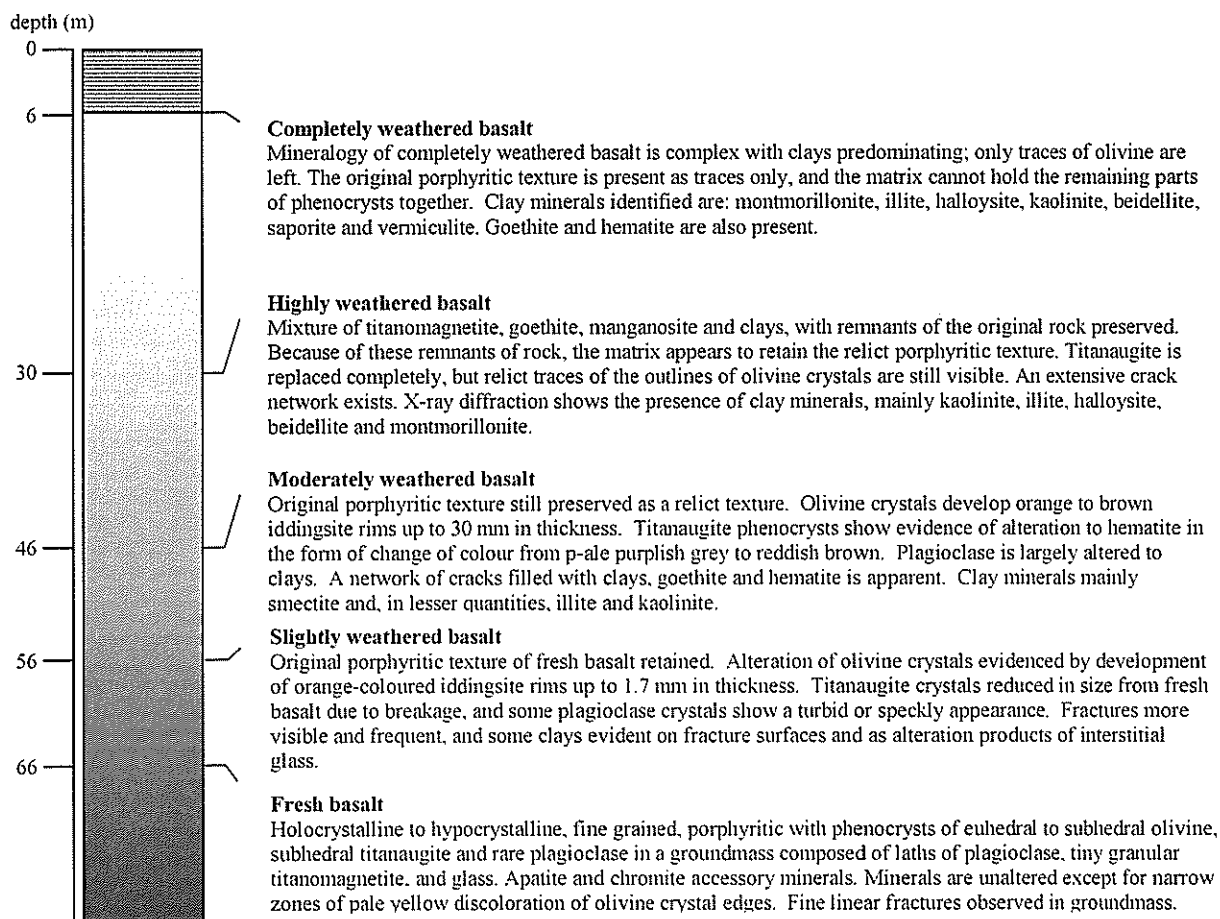 depth (m)
0
6
Completely weathered basalt
Mineralogy of completely weathered basalt is complex with clays predominating; only traces of olivine are
left. The original porphyritic texture is present as traces only, and the matrix cannot hold the remaining parts
of phenocrysts together. Clay minerals identified are: montmorillonite, illite, halloysite, kaolinite, beidellite,
saporite and vermiculite. Goethite and hematite are also present.
Highly weathered basalt
Mixture of titanomagnetite, goethite, manganosite and clays, with remnants of the original rock preserved.
Because of these remnants of rock, the matrix appears to retain the relict porphyritic texture. Titanaugite is
30
replaced completely, but relict traces of the outlines of olivine crystals are still visible. An extensive crack
network exists. X-ray diffraction shows the presence of clay minerals, mainly kaolinite, illite, halloysite,
beidellite and montmorillonite.
Moderately weathered basalt
Original porphyritic texture still preserved as a relict texture. Olivine crystals develop orange to brown
iddingsite rims up to 30 mm in thickness. Titanaugite phenocrysts show evidence of alteration to hematite in
46
the form of change of colour from p-ale purplish grey to reddish brown. Plagioclase is largely altered to
clays. A network of cracks filled with clays, goethite and hematite is apparent. Clay minerals mainly
smectite and, in lesser quantities, illite and kaolinite.
Slightly weathered basalt
56
Original porphyritic texture of fresh basalt retained. Alteration of olivine crystals evidenced by development
of orange-coloured iddingsite rims up to 1.7 mm in thickness. Titanaugite crystals reduced in size from fresh
basalt due to breakage, and some plagioclase crystals show a turbid or speckly appearance. Fractures more
visible and frequent, and some clays evident on fracture surfaces and as alteration products of interstitial
glass.
66
Fresh basalt
Holocrystalline to hypocrystalline, fine grained, porphyritic with phenocrysts of euhedral to subhedral olivine,
subhedral titanaugite and rare plagioclase in a groundmass composed of laths of plagioclase, tiny granular
titanomagnetite, and glass. Apatite and chromite accessory minerals. Minerals are unaltered except for narrow
zones of pale yellow discoloration of olivine crystal edges. Fine linear fractures observed in groundmass.